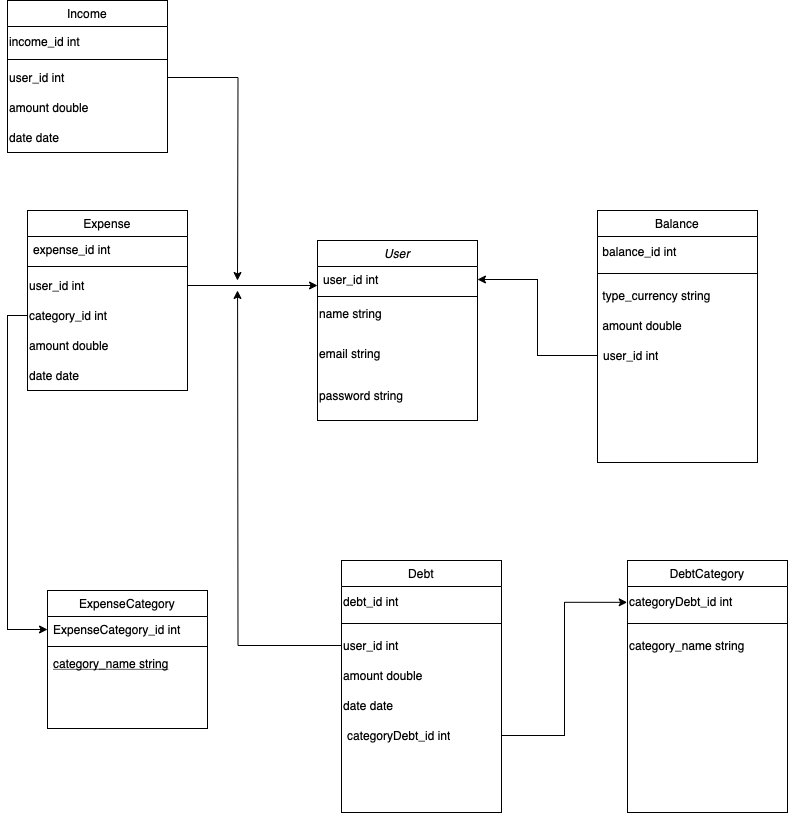 Income
income_id int
user_id int
amount double
date date
Expense
expense_id int
user_id int
category_id int
amount double
date date
User
user_id int
name string
email string
password string
Balance
balance_id int
type_currency string
amount double
user_id int
ExpenseCategory
ExpenseCategory_id int
category_name string
Debt
debt_id int
user_id int
amount double
date date
categoryDebt_id int
DebtCategory
categoryDebt_id int
category_name string